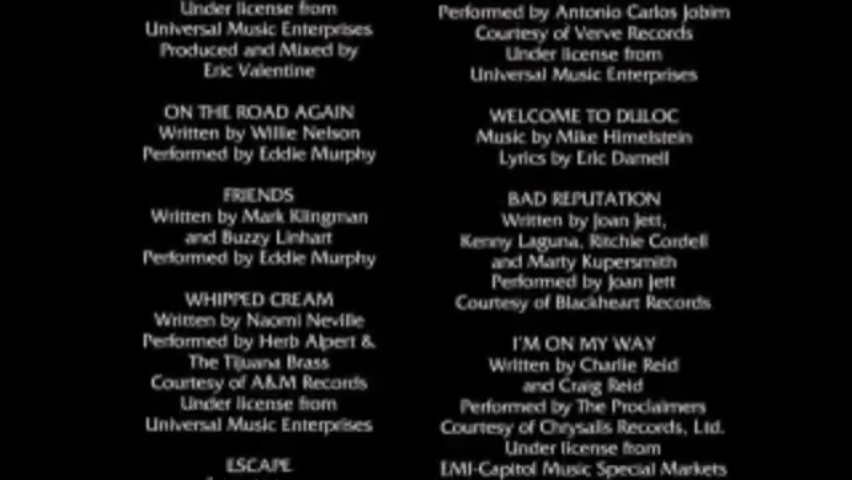 Under license from
Universal Music Enterprises
Produced and Mixed by
Eric Valentine
ON THE ROAD AGAIN
Written by Willie Nelson
Performed by Eddie Murphy
FRIENDS
Written by Mark Klingman
and Buzzy Linhart
Performed by Eddie Murphy
WHIPPED CREAM
Written by Naomi Neville
Performed by Herb Alpert &
The Tijuana Brass
Courtesy of A&M Records
Under license from
Universal Music Enterprises
ESCAPE
Performed by Antonio Carlos Jobim
Courtesy of Verve Records
Under license from
Universal Music Enterprises
WELCOME TO DULOC
Music by Mike Himelstein
Lyrics by Eric Darnell
BAD REPUTATION
Written by Joan Jett,
Kenny Laguna, Ritchie Cordell
and Marty Kupersmith
Performed by Joan Jett
Courtesy of Blackheart Records
I'M ON MY WAY
Written by Charlie Reid
and Craig Reid
Performed by The Proclaimers
Courtesy of Chrysalis Records, Ltd.
Under license from
EMI-Capitol Music Special Markets